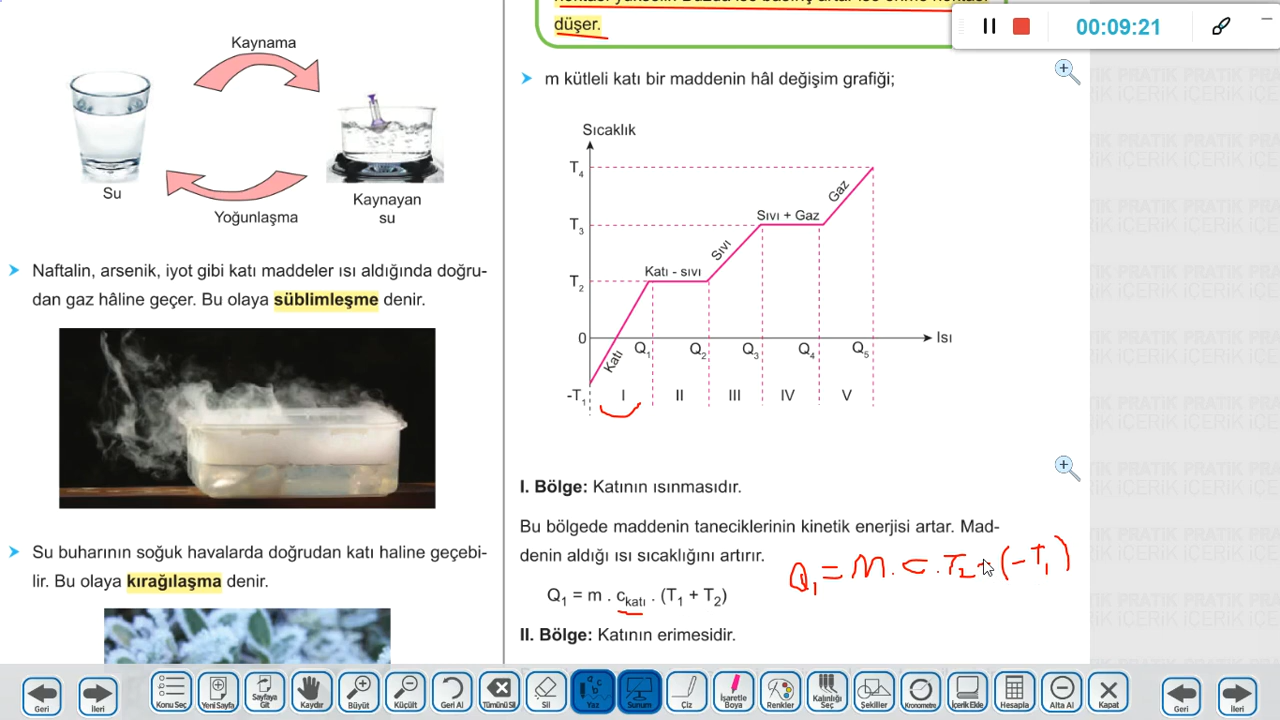 düşer.
00:09:21
Kaynama
Su
Kaynayan
su
Yoğunlaşma
Naftalin, arsenik, iyot gibi katı maddeler ısı aldığında doğru-
dan gaz hâline geçer. Bu olaya süblimleşme denir.
Su buharının soğuk havalarda doğrudan katı haline geçebi-
lir. Bu olaya kırağılaşma denir.
m kütleli katı bir maddenin hâl değişim grafiği;
Sıcaklık
T4
T3
T2
0
-T1
Katı
Katı - sıvı
Sıvı
Sıvı + Gaz
Gaz
Isı
Q1 Q2 Q3 Q4 Q5
I II III IV V
I. Bölge: Katının ısınmasıdır.
Bu bölgede maddenin taneciklerinin kinetik enerjisi artar. Mad-
denin aldığı ısı sıcaklığını artırır.
Q1 = m . c . T2 - (-T1)
Q1 = m . ckatı . (T1 + T2)
II. Bölge: Katının erimesidir.
PRATİK İÇERİK
Geri
İleri
Konu Seç
Yeni Sayfa
Sayfaya Git
Kaydır
Büyüt
Küçült
Geri Al
Tümünü Sil
Sil
Yaz
Sunum
Çiz
İşaretle Boya
Renkler
Kalınlığı Seç
Şekiller
Kronometre
İçerik Ekle
Hesapla
Alta Al
Kapat
Geri
İleri